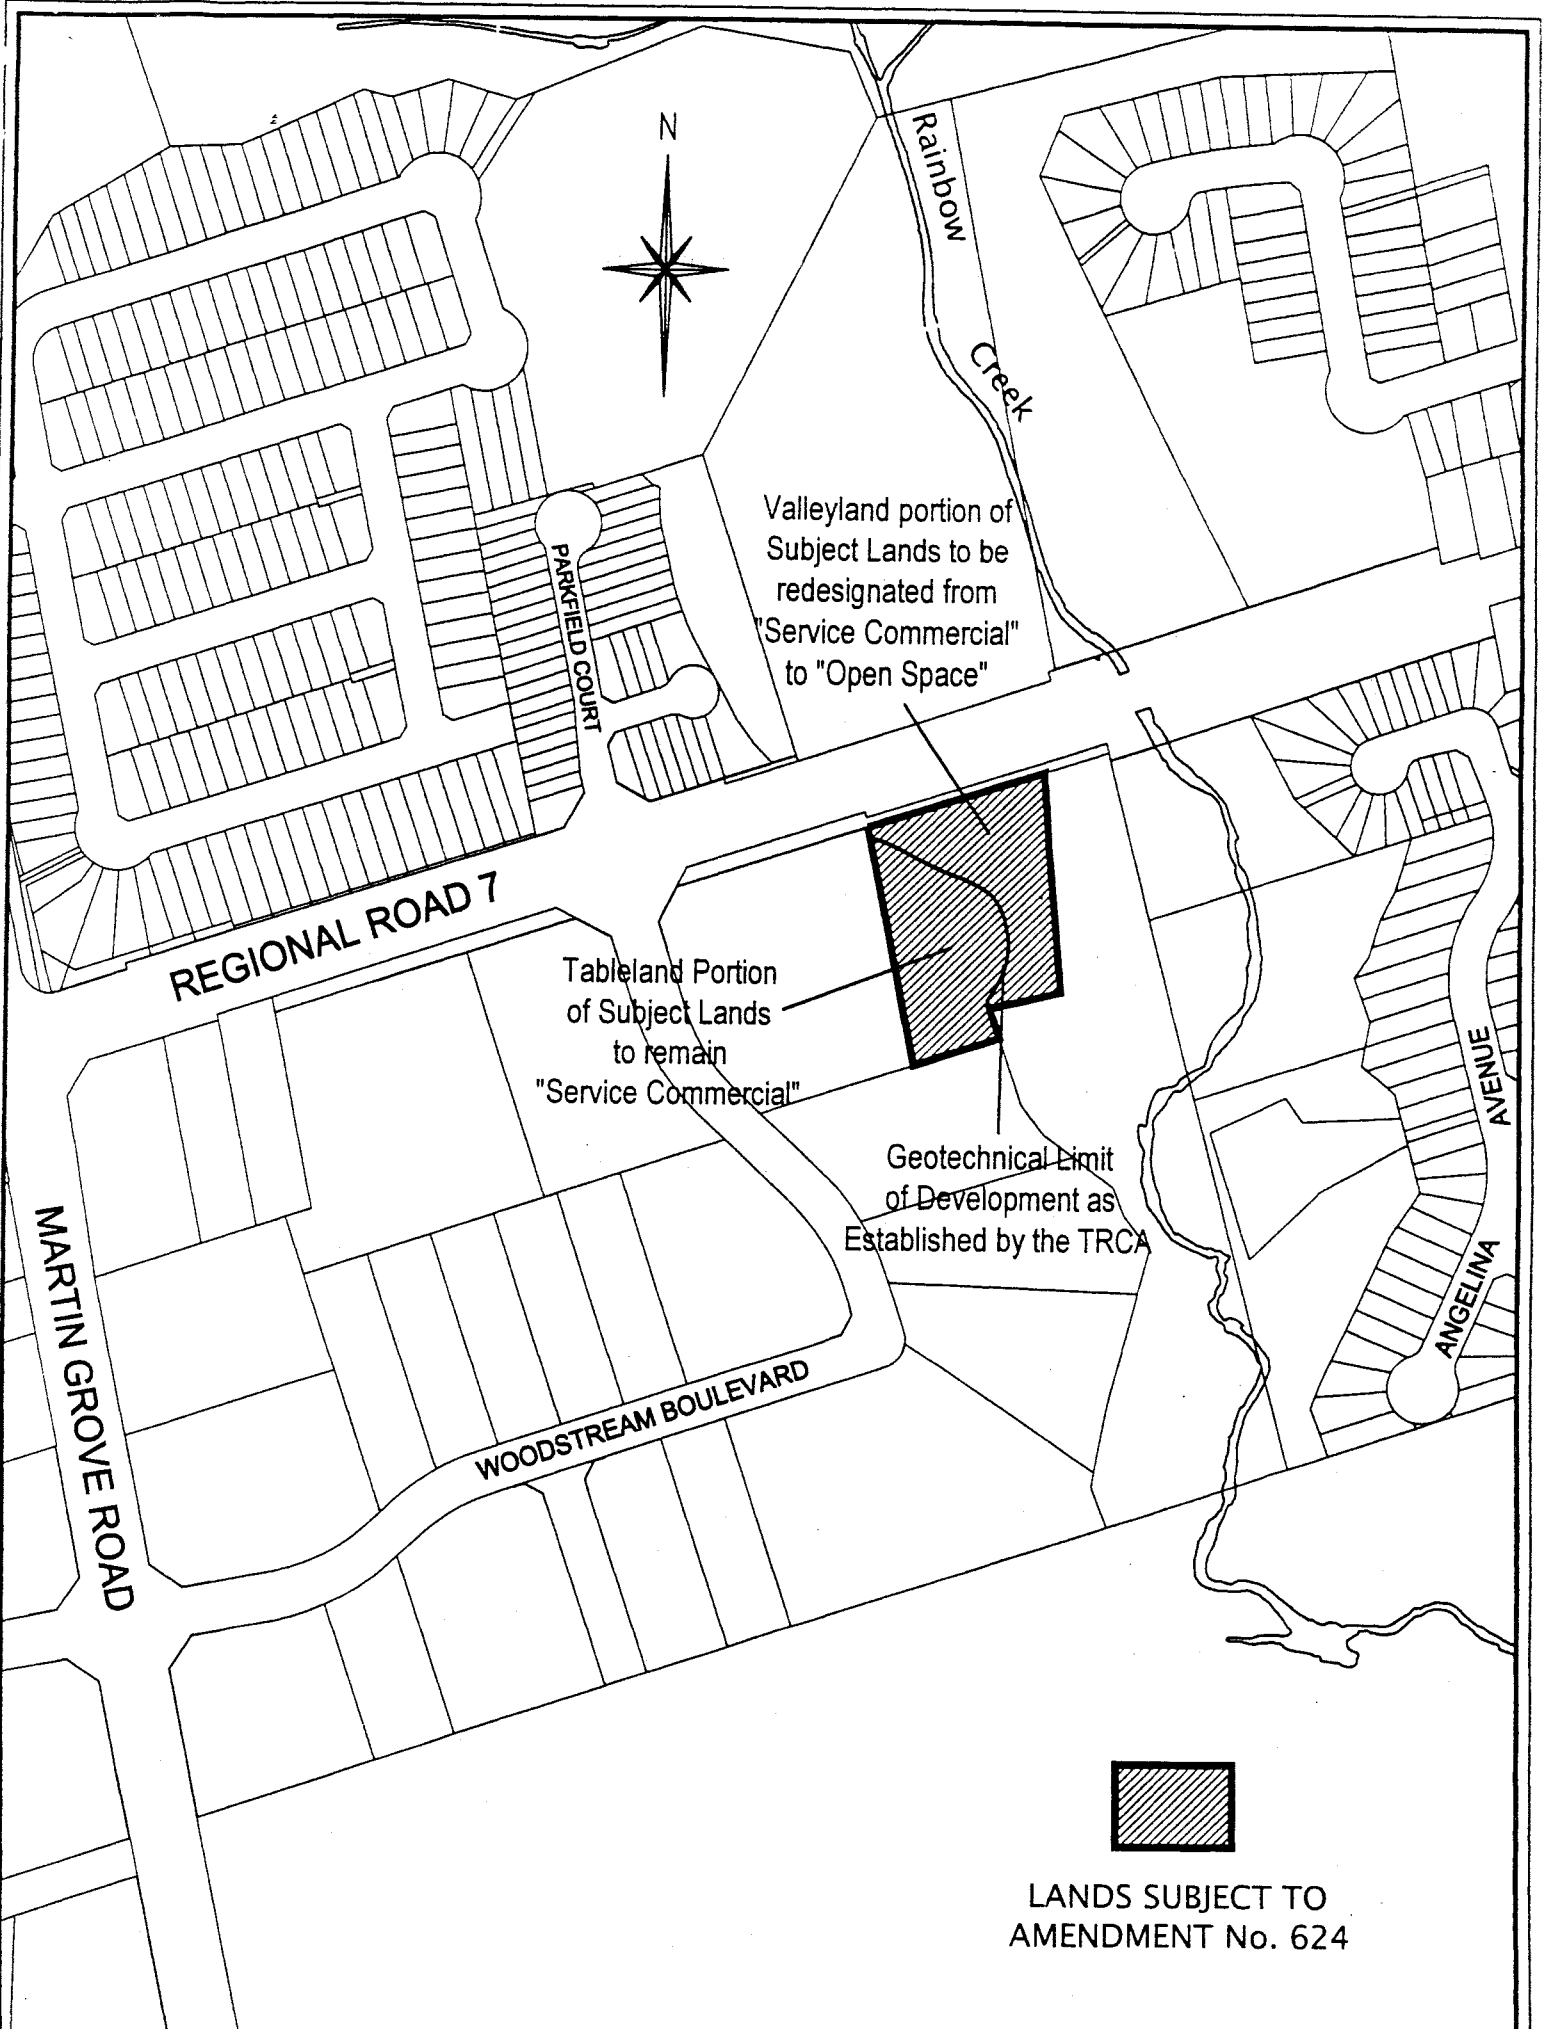 N
Rainbow
Creek
Valleyland portion of
Subject Lands to be
redesignated from
"Service Commercial"
to "Open Space"
PARKFIELD COURT
REGIONAL ROAD 7
Tableland Portion
of Subject Lands
to remain
"Service Commercial"
Geotechnical Limit
of Development as
Established by the TRCA
AVENUE
ANGELINA
MARTIN GROVE ROAD
WOODSTREAM BOULEVARD
LANDS SUBJECT TO
AMENDMENT No. 624